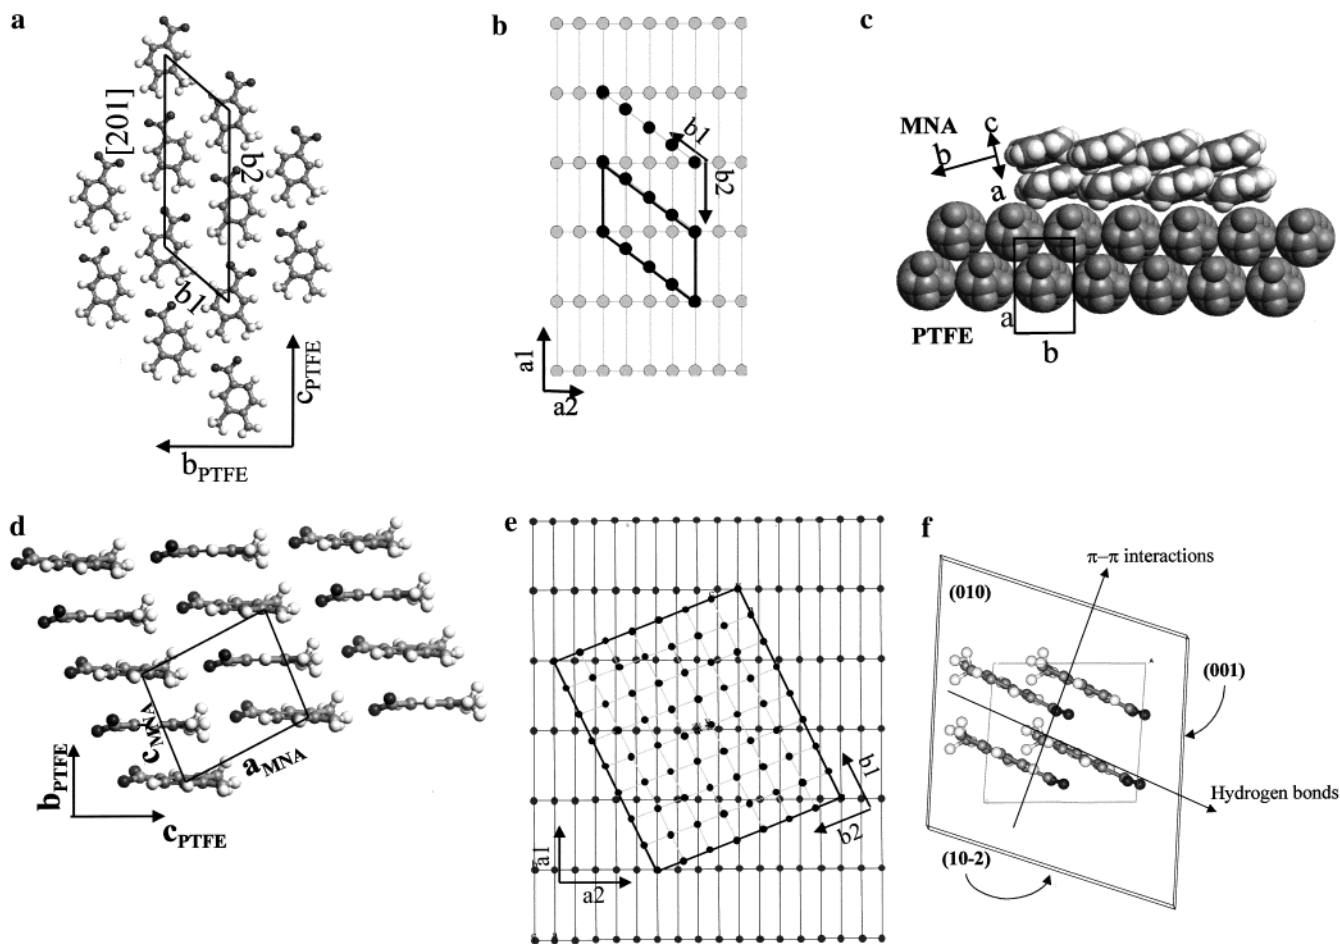 a
[201]
b2
b1
c_PTFE
b_PTFE
b
b1
b2
a1
a2
c
MNA
c
b
a
a
PTFE
b
d
c_MNA
a_MNA
b_PTFE
c_PTFE
e
b1
b2
a1
a2
f
π–π interactions
(010)
(001)
Hydrogen bonds
(10-2)